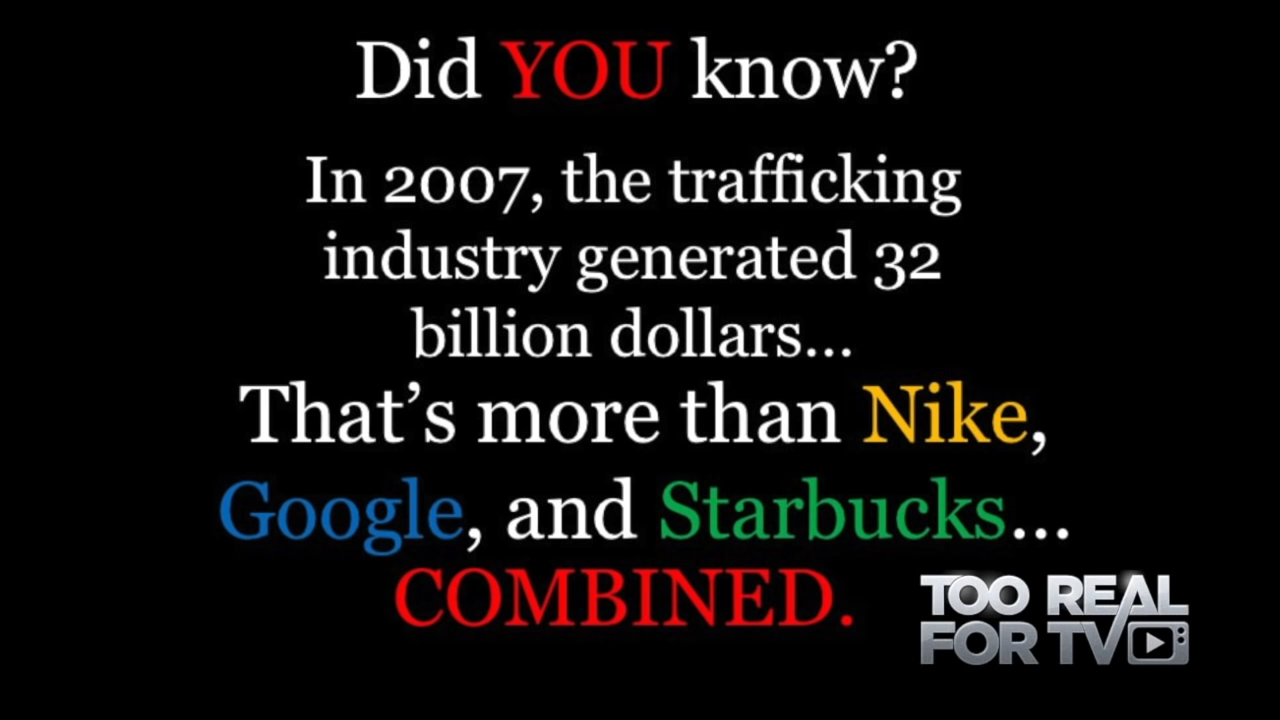 Did YOU know?
In 2007, the trafficking
industry generated 32
billion dollars...
That's more than Nike,
Google, and Starbucks...
COMBINED.
TOO REAL
FOR TV